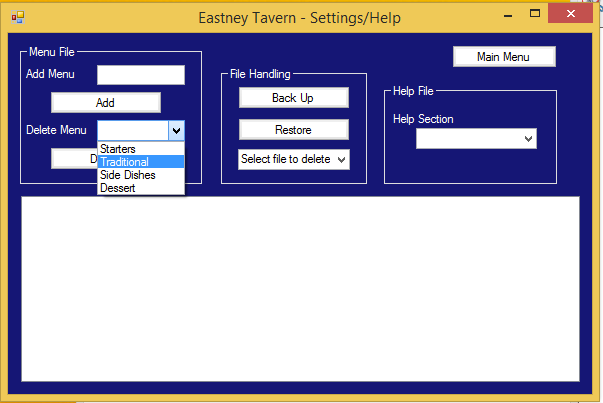 Eastney Tavern - Settings/Help
Menu File
Add Menu
Add
Delete Menu
Starters
Traditional
Side Dishes
Dessert
File Handling
Back Up
Restore
Select file to delete
Main Menu
Help File
Help Section